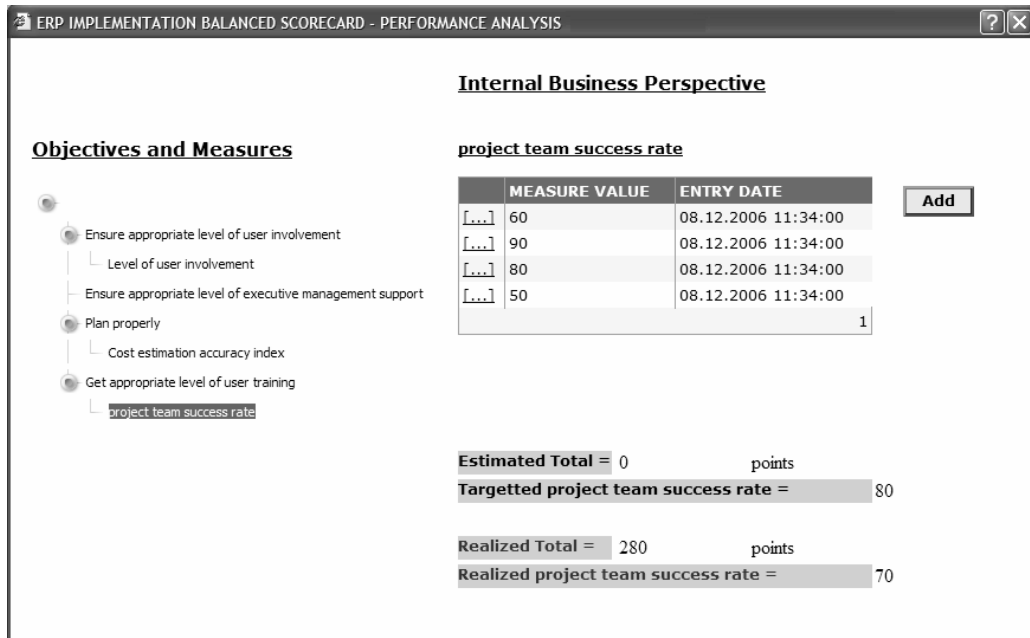 ERP IMPLEMENTATION BALANCED SCORECARD - PERFORMANCE ANALYSIS
Internal Business Perspective
Objectives and Measures
Ensure appropriate level of user involvement
Level of user involvement
Ensure appropriate level of executive management support
Plan properly
Cost estimation accuracy index
Get appropriate level of user training
project team success rate
project team success rate
MEASURE VALUE ENTRY DATE
[...] 60 08.12.2006 11:34:00
[...] 90 08.12.2006 11:34:00
[...] 80 08.12.2006 11:34:00
[...] 50 08.12.2006 11:34:00
1
Add
Estimated Total = 0 points
Targetted project team success rate = 80
Realized Total = 280 points
Realized project team success rate = 70